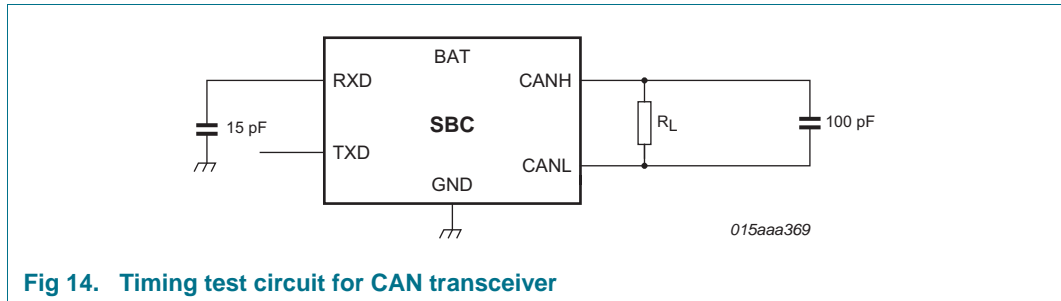 BAT
RXD
CANH
15 pF
SBC
RL
100 pF
TXD
CANL
GND
015aaa369
Fig 14. Timing test circuit for CAN transceiver